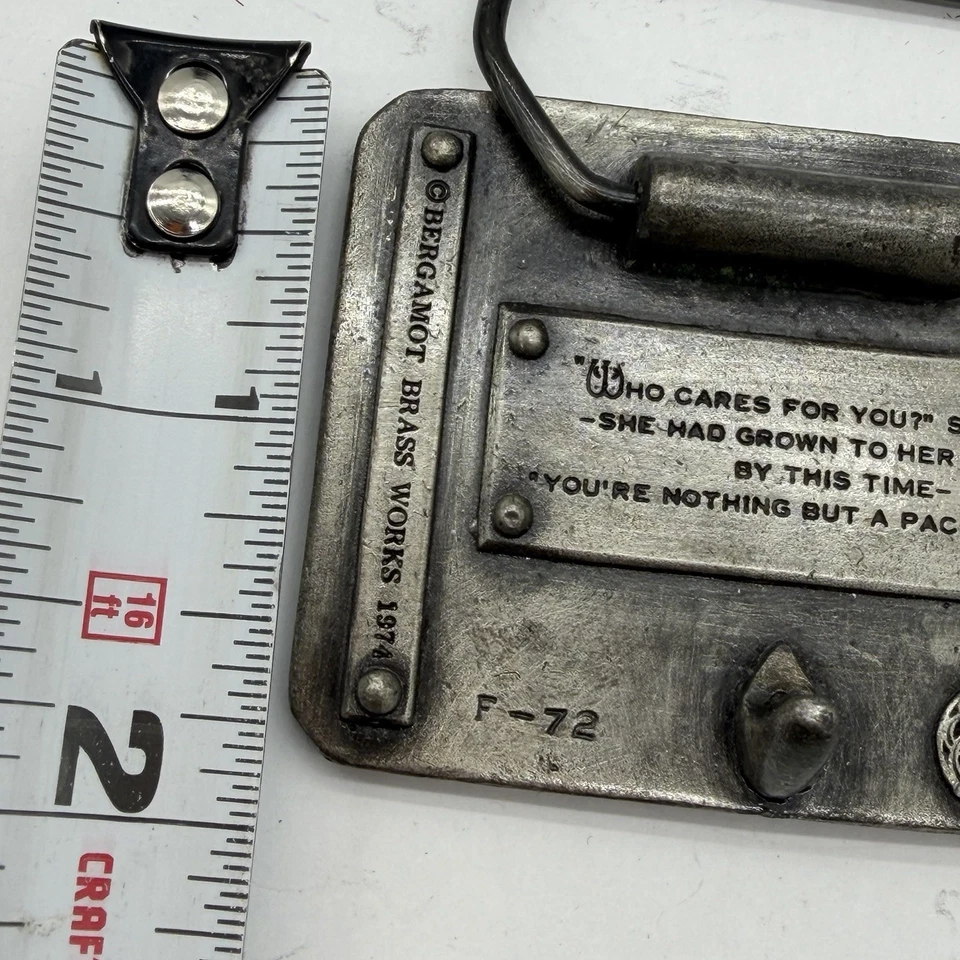 1
1
16
ft
2
CRAF
© BERGAMOT BRASS WORKS 1974
"WHO CARES FOR YOU?" S
-SHE HAD GROWN TO HER
BY THIS TIME-
"YOU'RE NOTHING BUT A PAC
F-72